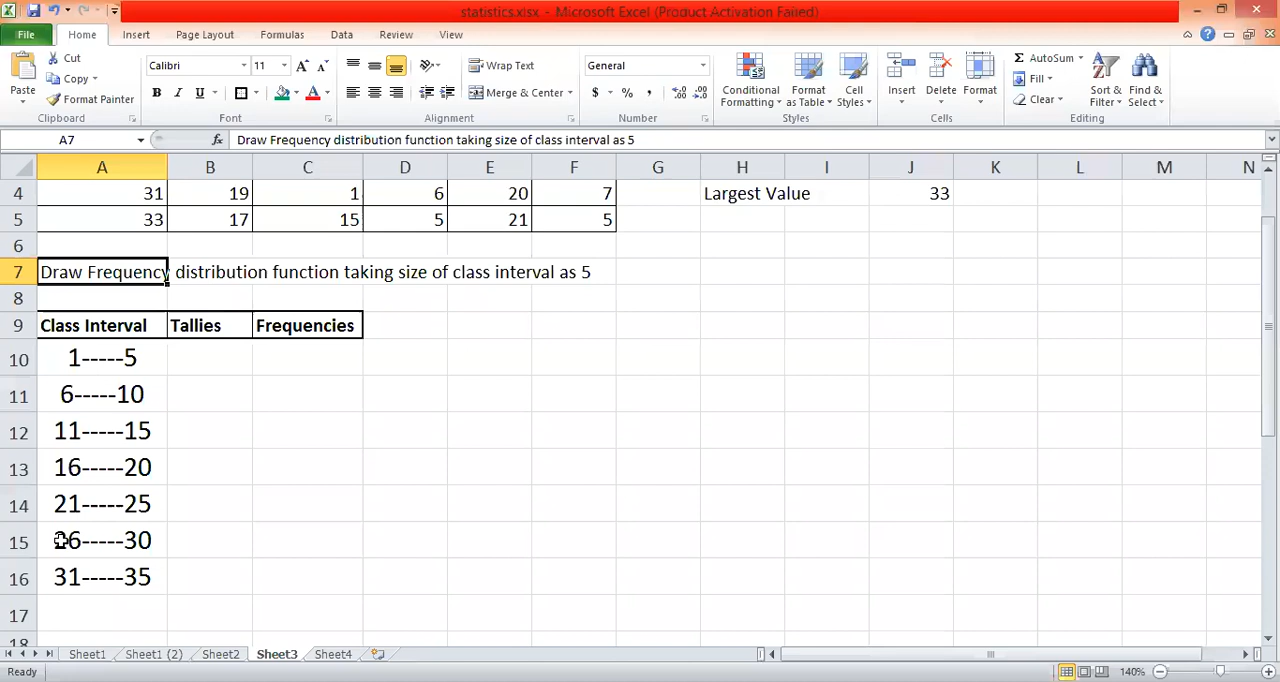 statistics.xlsx - Microsoft Excel (Product Activation Failed)
File Home Insert Page Layout Formulas Data Review View
Paste Cut Copy Format Painter Clipboard
Calibri 11 A A B I U A Font
Wrap Text Merge & Center Alignment
General $ % , Number
Conditional Formatting Format as Table Cell Styles Styles
Insert Delete Format Cells
Σ AutoSum Fill Clear Sort & Filter Find & Select Editing
A7 fx Draw Frequency distribution function taking size of class interval as 5
A B C D E F G H I J K L M N
4 31 19 1 6 20 7 Largest Value 33
5 33 17 15 5 21 5
6
7 Draw Frequency distribution function taking size of class interval as 5
8
9 Class Interval Tallies Frequencies
10 1-----5
11 6-----10
12 11-----15
13 16-----20
14 21-----25
15 26-----30
16 31-----35
17
18
Sheet1 Sheet1 (2) Sheet2 Sheet3 Sheet4
Ready 140%